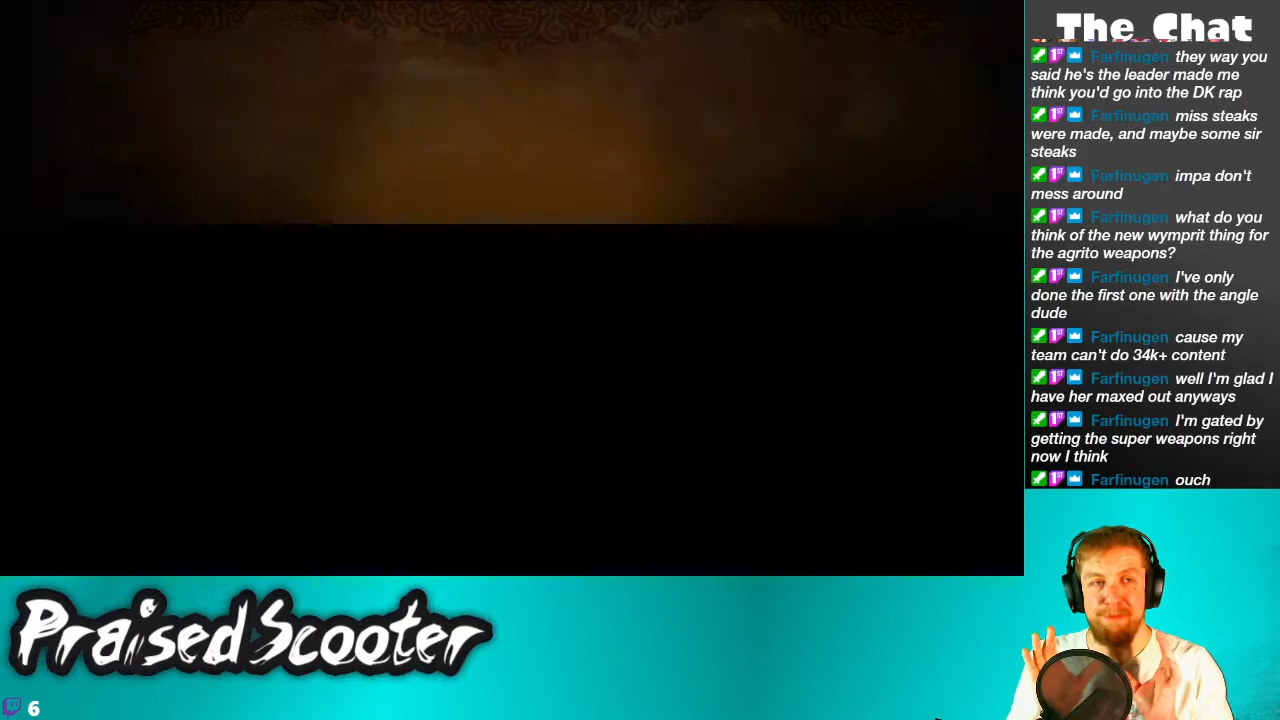 The Chat
Farfinugen they way you
said he's the leader made me
think you'd go into the DK rap
Farfinugen miss steaks
were made, and maybe some sir
steaks
Farfinugen impa don't
mess around
Farfinugen what do you
think of the new wymprit thing for
the agrito weapons?
Farfinugen I've only
done the first one with the angle
dude
Farfinugen cause my
team can't do 34k+ content
Farfinugen well I'm glad I
have her maxed out anyways
Farfinugen I'm gated by
getting the super weapons right
now I think
Farfinugen ouch
PraisedScooter
6